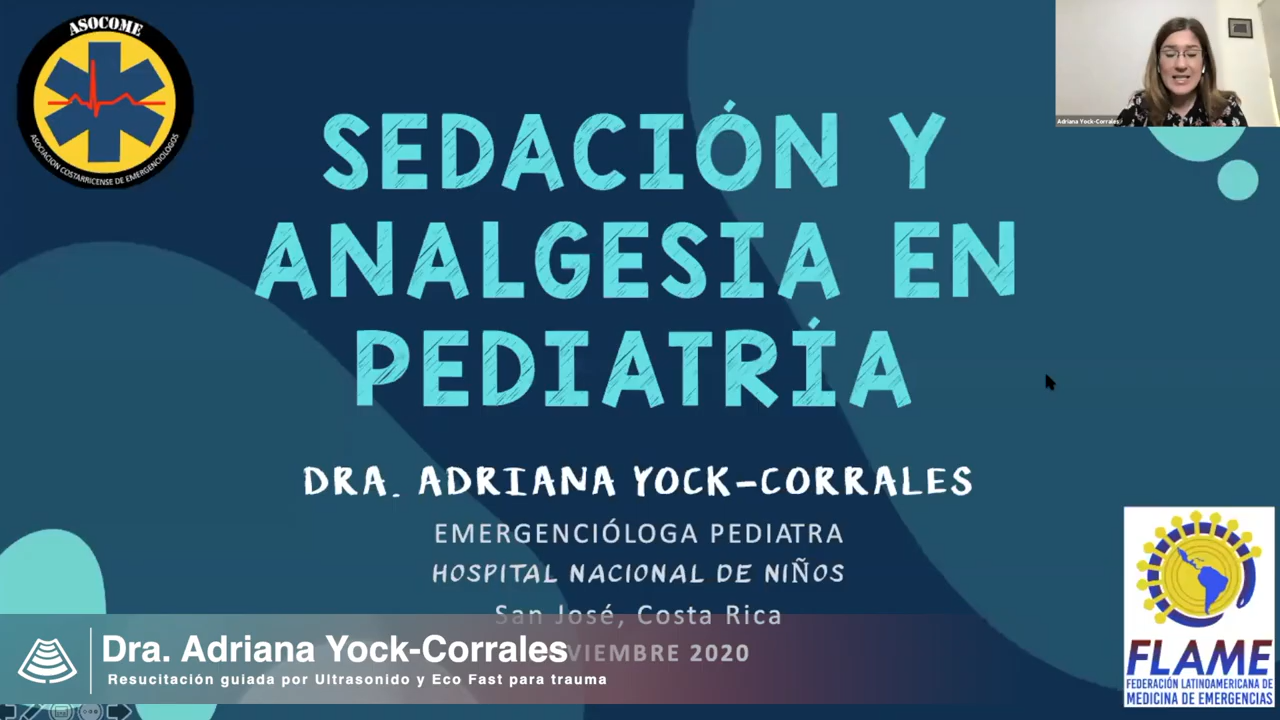 ASOCOME
ASOCIACION COSTARRICENSE DE EMERGENCIOLOGOS
Adriana Yock-Corrales
SEDACIÓN Y
ANALGESIA EN
PEDIATRÍA
DRA. ADRIANA YOCK-CORRALES
EMERGENCIÓLOGA PEDIATRA
HOSPITAL NACIONAL DE NIÑOS
San José, Costa Rica
VIEMBRE 2020
Dra. Adriana Yock-Corrales
Resucitación guiada por Ultrasonido y Eco Fast para trauma
FLAME
FEDERACIÓN LATINOAMERICANA DE
MEDICINA DE EMERGENCIAS